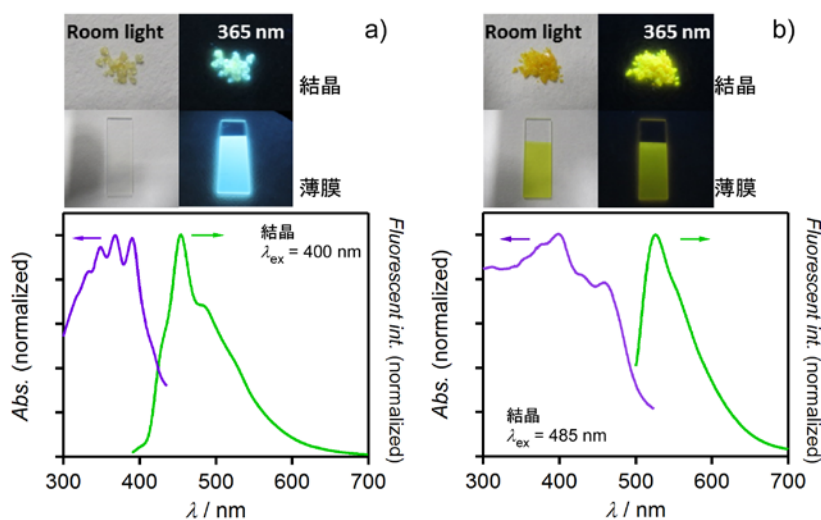 Room light
365 nm
a)
結晶
薄膜
結晶
λex = 400 nm
Abs. (normalized)
Fluorescent int. (normalized)
300
400
500
600
700
λ / nm
Room light
365 nm
b)
結晶
薄膜
結晶
λex = 485 nm
Abs. (normalized)
Fluorescent int. (normalized)
300
400
500
600
700
λ / nm